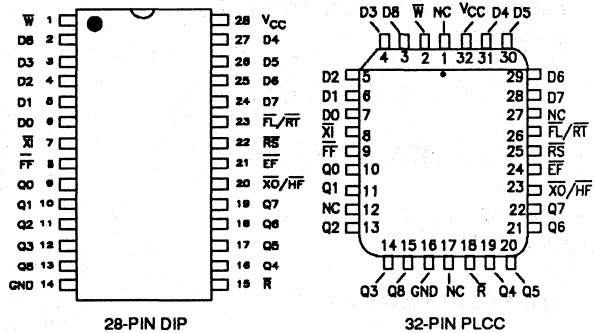 W̅ 1 28 VCC
D8 2 27 D4
D3 3 26 D5
D2 4 25 D6
D1 5 24 D7
D0 6 23 F̅L̅/R̅T̅
X̅I̅ 7 22 R̅S̅
F̅F̅ 8 21 E̅F̅
Q0 9 20 X̅O̅/H̅F̅
Q1 10 19 Q7
Q2 11 18 Q6
Q3 12 17 Q5
Q8 13 16 Q4
GND 14 15 R̅
28-PIN DIP
D3 D8 W̅ NC VCC D4 D5
4 3 2 1 32 31 30
D2 5 29 D6
D1 6 28 D7
D0 7 27 NC
X̅I̅ 8 26 F̅L̅/R̅T̅
F̅F̅ 9 25 R̅S̅
Q0 10 24 E̅F̅
Q1 11 23 X̅O̅/H̅F̅
NC 12 22 Q7
Q2 13 21 Q6
14 15 16 17 18 19 20
Q3 Q8 GND NC R̅ Q4 Q5
32-PIN PLCC